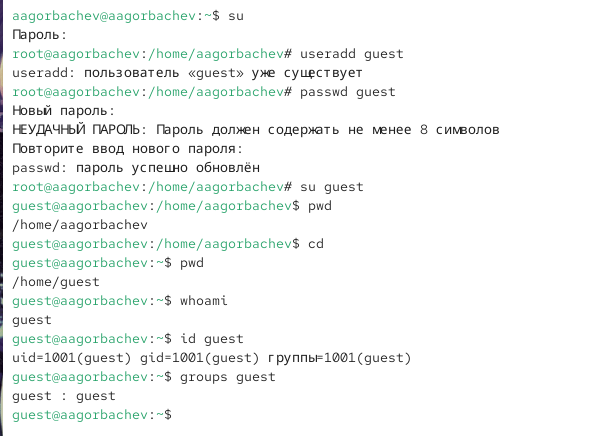 aagorbachev@aagorbachev:~$ su
Пароль:
root@aagorbachev:/home/aagorbachev# useradd guest
useradd: пользователь «guest» уже существует
root@aagorbachev:/home/aagorbachev# passwd guest
Новый пароль:
НЕУДАЧНЫЙ ПАРОЛЬ: Пароль должен содержать не менее 8 символов
Повторите ввод нового пароля:
passwd: пароль успешно обновлён
root@aagorbachev:/home/aagorbachev# su guest
guest@aagorbachev:/home/aagorbachev$ pwd
/home/aagorbachev
guest@aagorbachev:/home/aagorbachev$ cd
guest@aagorbachev:~$ pwd
/home/guest
guest@aagorbachev:~$ whoami
guest
guest@aagorbachev:~$ id guest
uid=1001(guest) gid=1001(guest) группы=1001(guest)
guest@aagorbachev:~$ groups guest
guest : guest
guest@aagorbachev:~$